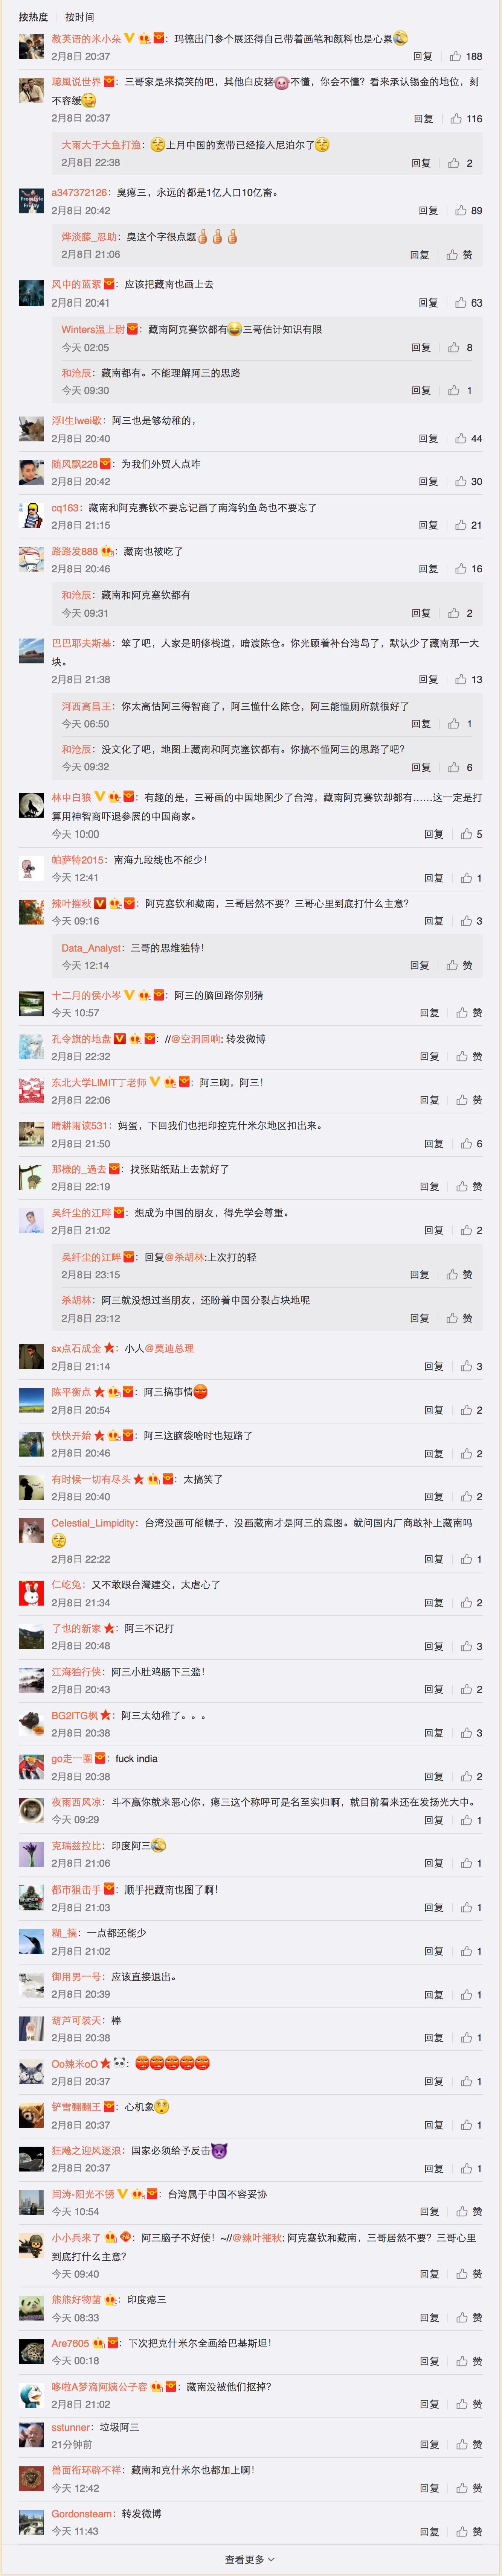 按热度 按时间
教英语的米小朵：玛德出门参个展还得自己带着画笔和颜料也是心累
2月8日 20:37 回复 188
聽風说世界：三哥家是来搞笑的吧，其他白皮猪不懂，你会不懂？看来承认锡金的地位，刻
不容缓
2月8日 20:37 回复 116
大雨大于大鱼打渔：上月中国的宽带已经接入尼泊尔了
2月8日 22:38 回复 2
a347372126：臭瘪三，永远的都是1亿人口10亿畜。
2月8日 20:42 回复 89
烨淡藤_忍助：臭这个字很点题
2月8日 21:06 回复 赞
风中的蓝絮：应该把藏南也画上去
2月8日 20:41 回复 63
Winters温上尉：藏南阿克赛钦都有三哥估计知识有限
今天 02:05 回复 8
和沧辰：藏南都有。不能理解阿三的思路
今天 09:30 回复 1
浮l生lwei歌：阿三也是够幼稚的，
2月8日 20:40 回复 44
随风飘228：为我们外贸人点咋
2月8日 20:42 回复 30
cq163：藏南和阿克赛钦不要忘记画了南海钓鱼岛也不要忘了
2月8日 21:15 回复 21
路路发888：藏南也被吃了
2月8日 20:46 回复 16
和沧辰：藏南和阿克塞钦都有
今天 09:31 回复 2
巴巴耶夫斯基：笨了吧，人家是明修栈道，暗渡陈仓。你光顾着补台湾岛了，默认少了藏南那一大
块。
2月8日 21:38 回复 13
河西高昌王：你太高估阿三得智商了，阿三懂什么陈仓，阿三能懂厕所就很好了
今天 06:50 回复 1
和沧辰：没文化了吧，地图上藏南和阿克塞钦都有。你搞不懂阿三的思路了吧？
今天 09:32 回复 6
林中白狼：有趣的是，三哥画的中国地图少了台湾，藏南阿克赛钦却都有……这一定是打
算用神智商吓退参展的中国商家。
今天 10:00 回复 5
帕萨特2015：南海九段线也不能少！
今天 12:41 回复 1
辣叶摧秋：阿克塞钦和藏南，三哥居然不要？三哥心里到底打什么主意？
今天 09:16 回复 3
Data_Analyst：三哥的思维独特！
今天 12:14 回复 赞
十二月的侯小岑：阿三的脑回路你别猜
今天 10:57 回复 赞
孔令旗的地盘：//@空洞回响: 转发微博
2月8日 22:32 回复 赞
东北大学LIMIT丁老师：阿三啊，阿三！
2月8日 22:06 回复 赞
晴耕雨读531：妈蛋，下回我们也把印控克什米尔地区扣出来。
2月8日 21:50 回复 6
那樣的_過去：找张贴纸贴上去就好了
2月8日 22:19 回复 赞
吴纤尘的江畔：想成为中国的朋友，得先学会尊重。
2月8日 21:02 回复 2
吴纤尘的江畔：回复@杀胡林:上次打的轻
2月8日 23:15 回复 赞
杀胡林：阿三就没想过当朋友，还盼着中国分裂占块地呢
2月8日 23:12 回复 赞
sx点石成金：小人@莫迪总理
2月8日 21:14 回复 3
陈平衡点：阿三搞事情
2月8日 20:54 回复 2
快快开始：阿三这脑袋啥时也短路了
2月8日 20:46 回复 2
有时候一切有尽头：太搞笑了
2月8日 20:40 回复 2
Celestial_Limpidity：台湾没画可能幌子，没画藏南才是阿三的意图。就问国内厂商敢补上藏南吗
2月8日 22:22 回复 1
仁屹兔：又不敢跟台灣建交，太虐心了
2月8日 21:34 回复 2
了也的新家：阿三不记打
2月8日 20:48 回复 3
江海独行侠：阿三小肚鸡肠下三滥！
2月8日 20:43 回复 2
BG2ITG枫：阿三太幼稚了。。。
2月8日 20:38 回复 3
go走一圈：fuck india
2月8日 20:38 回复 2
夜雨西风凉：斗不赢你就来恶心你，瘪三这个称呼可是名至实归啊，就目前看来还在发扬光大中。
今天 09:29 回复 1
克瑞兹拉比：印度阿三
2月8日 21:06 回复 1
都市狙击手：顺手把藏南也图了啊！
2月8日 21:03 回复 1
糊_搞：一点都还能少
2月8日 21:02 回复 1
御用男一号：应该直接退出。
2月8日 20:39 回复 1
葫芦可装天：棒
2月8日 20:38 回复 1
Oo辣米oO：
2月8日 20:37 回复 1
铲雪翻翻王：心机象
2月8日 20:37 回复 1
狂飚之迎风逐浪：国家必须给予反击
2月8日 20:37 回复 1
闫涛-阳光不锈：台湾属于中国不容妥协
今天 10:54 回复 赞
小小兵来了：阿三脑子不好使！~//@辣叶摧秋: 阿克塞钦和藏南，三哥居然不要？三哥心里
到底打什么主意？
今天 09:40 回复 赞
熊熊好物菌：印度瘪三
今天 08:33 回复 赞
Are7605：下次把克什米尔全画给巴基斯坦！
今天 00:18 回复 赞
哆啦A梦滴阿姨公子容：藏南没被他们抠掉？
2月8日 21:02 回复 赞
sstunner：垃圾阿三
21分钟前 回复 赞
兽面衔环辟不祥：藏南和克什米尔也都加上啊！
今天 12:42 回复 赞
Gordonsteam：转发微博
今天 11:43 回复 赞
查看更多